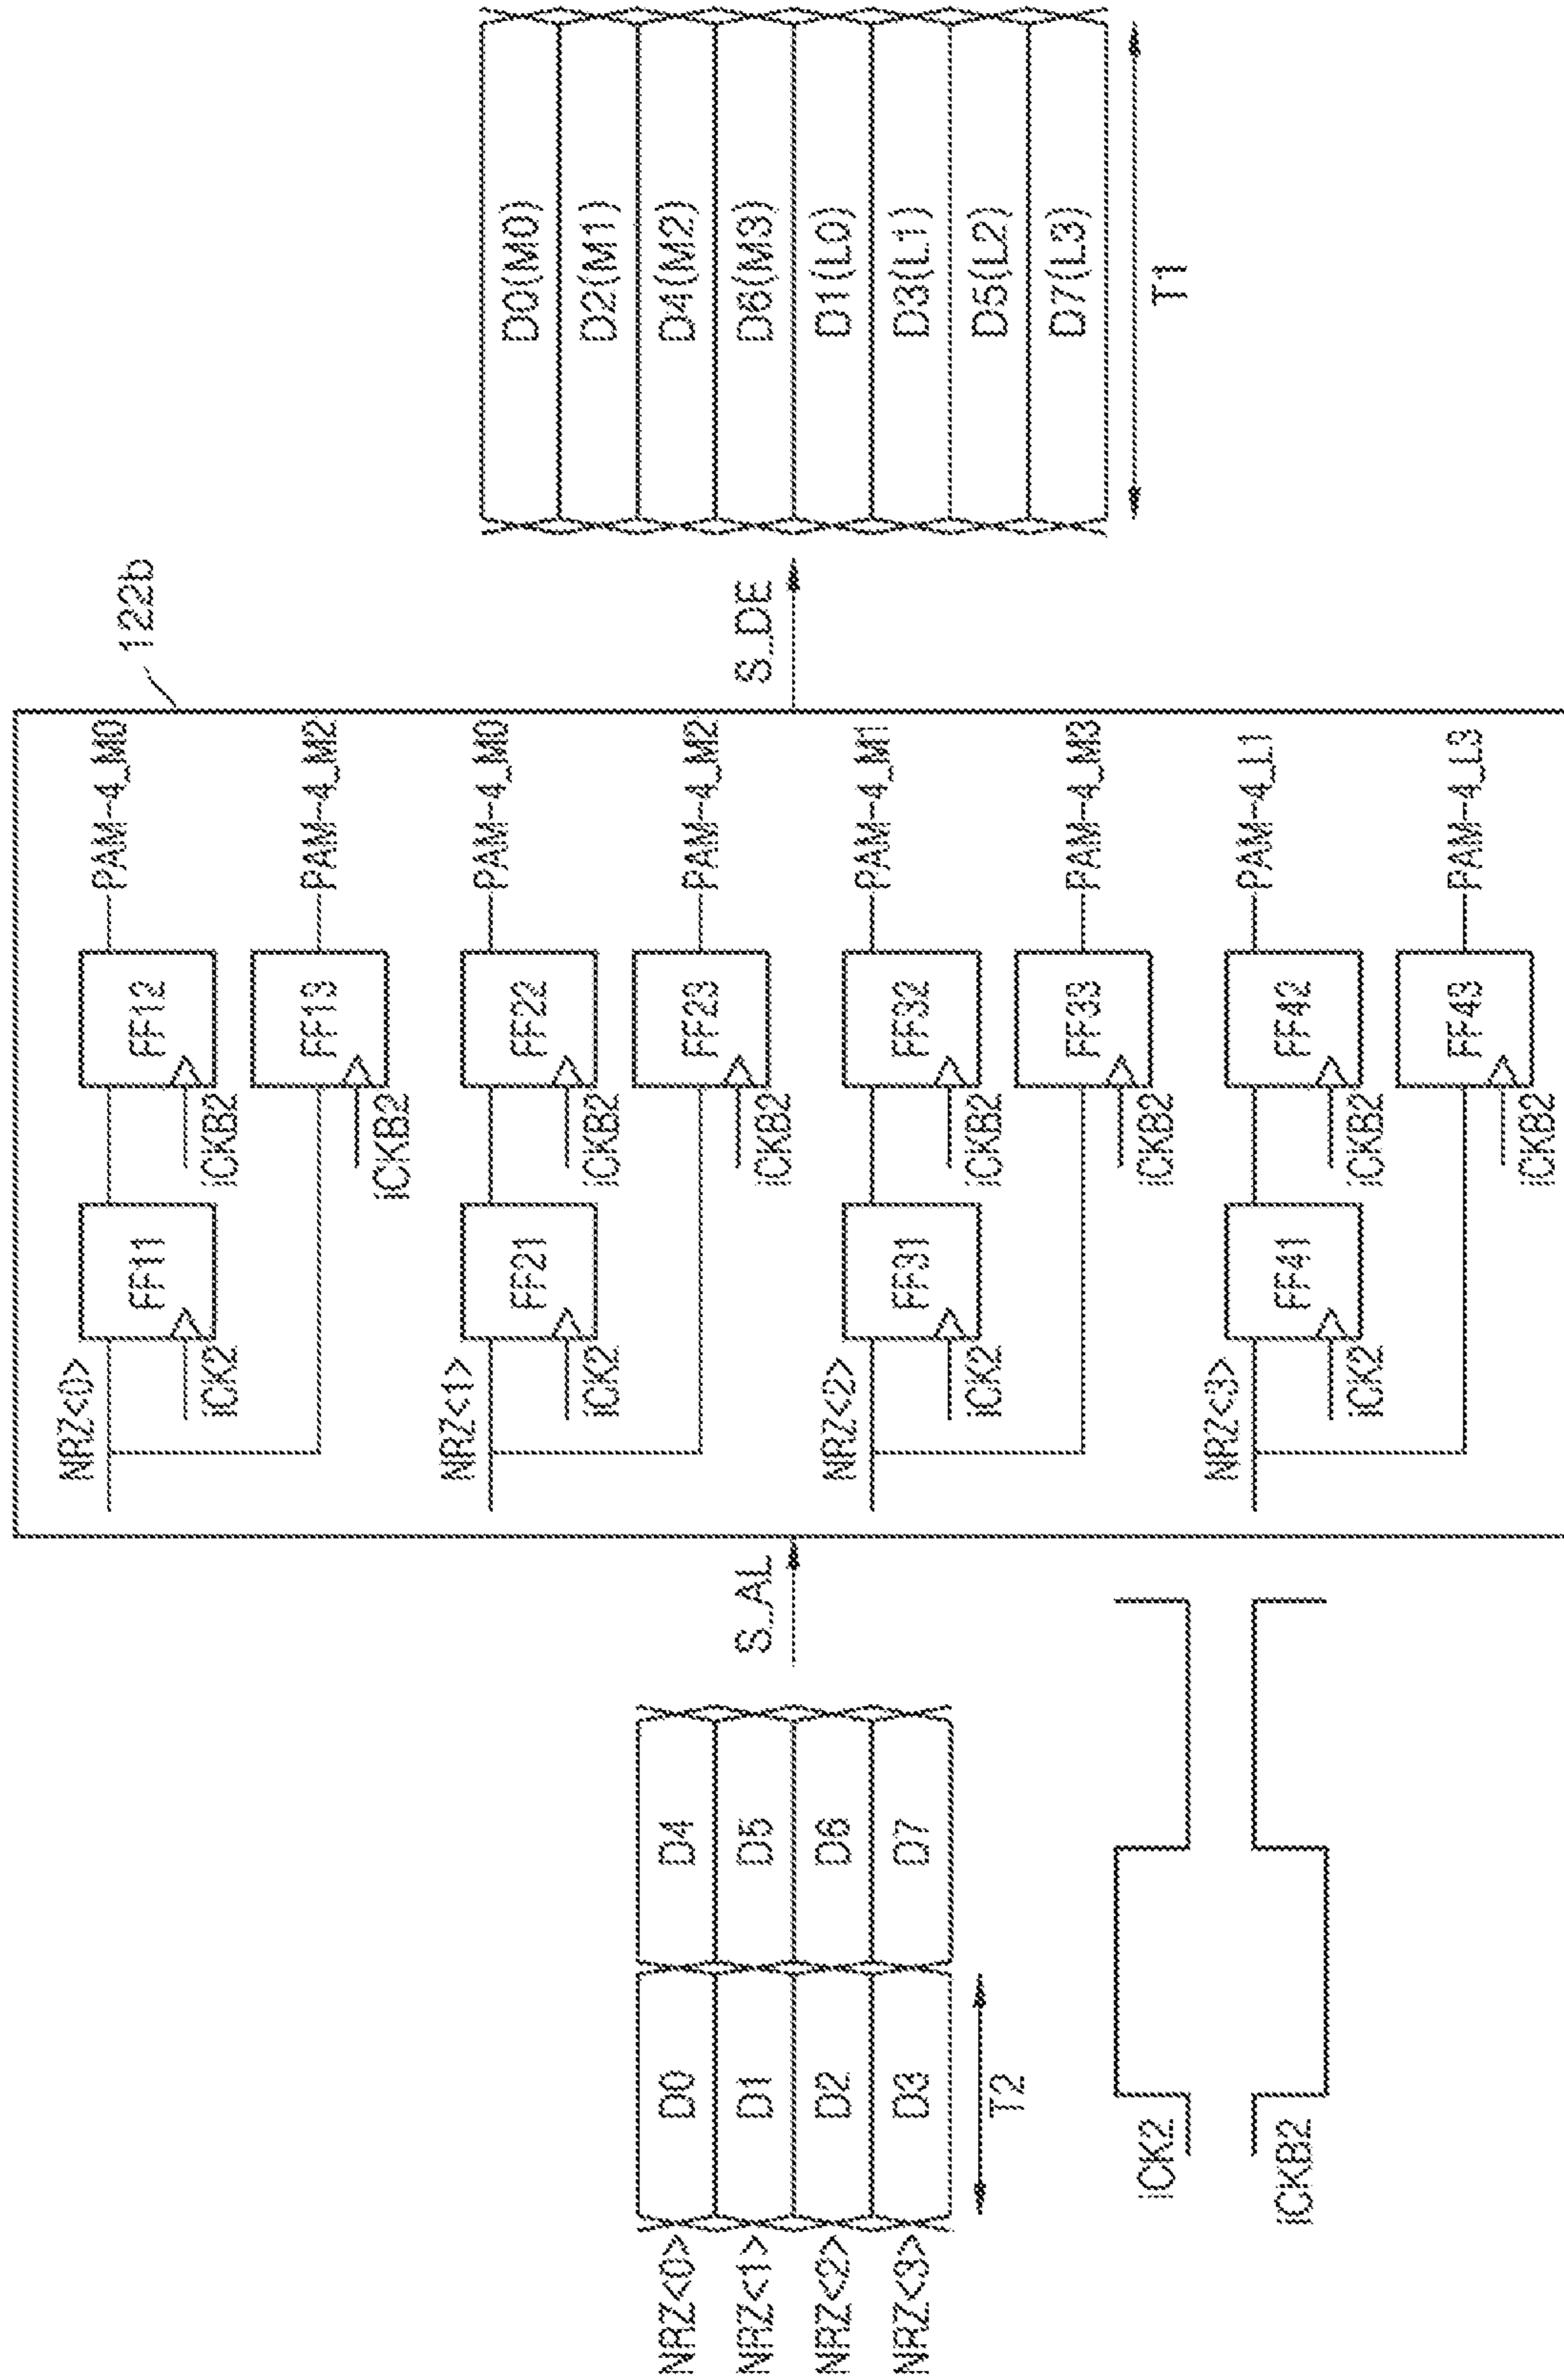 NRZ<0>
NRZ<1>
NRZ<2>
NRZ<3>
D0
D4
D1
D5
D2
D6
D3
D7
T2
iCK2
iCKB2
S_AL
122b
NRZ<0>
FF11
iCK2
FF12
iCKB2
PAM-4_M0
FF13
iCKB2
PAM-4_M2
NRZ<1>
FF21
iCK2
FF22
iCKB2
PAM-4_M0
FF23
iCKB2
PAM-4_M2
NRZ<2>
FF31
iCK2
FF32
iCKB2
PAM-4_M1
FF33
iCKB2
PAM-4_M3
NRZ<3>
FF41
iCK2
FF42
iCKB2
PAM-4_L1
FF43
iCKB2
PAM-4_L3
S_DE
D0(M0)
D2(M1)
D4(M2)
D6(M3)
D1(L0)
D3(L1)
D5(L2)
D7(L3)
T1